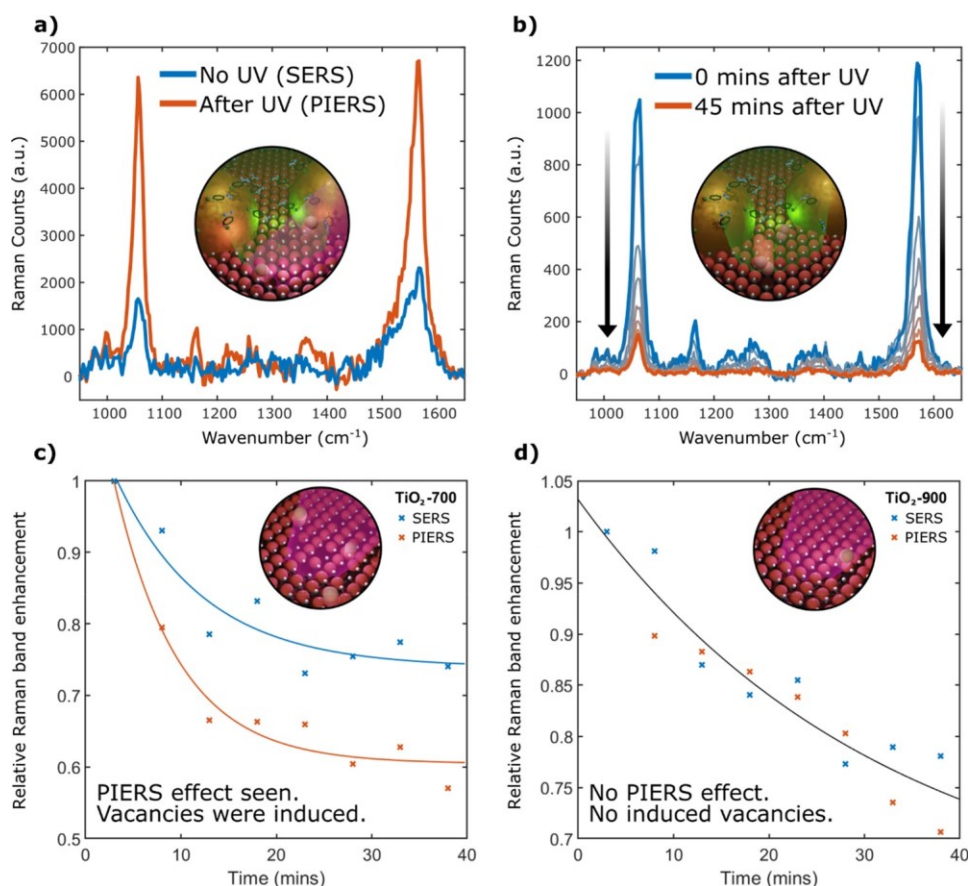 a)
7000
6000
5000
4000
3000
2000
1000
0
Raman Counts (a.u.)
No UV (SERS)
After UV (PIERS)
1000 1100 1200 1300 1400 1500 1600
Wavenumber (cm⁻¹)
b)
1200
1000
800
600
400
200
0
Raman Counts (a.u.)
0 mins after UV
45 mins after UV
1000 1100 1200 1300 1400 1500 1600
Wavenumber (cm⁻¹)
c)
1
0.9
0.8
0.7
0.6
0.5
Relative Raman band enhancement
TiO₂-700
SERS
PIERS
PIERS effect seen.
Vacancies were induced.
0 10 20 30 40
Time (mins)
d)
1.05
1
0.95
0.9
0.85
0.8
0.75
0.7
Relative Raman band enhancement
TiO₂-900
SERS
PIERS
No PIERS effect.
No induced vacancies.
0 10 20 30 40
Time (mins)